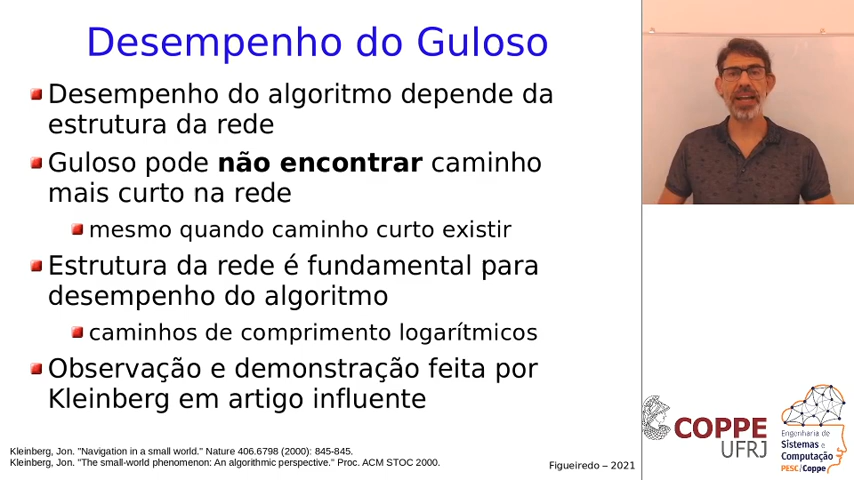 Desempenho do Guloso
Desempenho do algoritmo depende da
estrutura da rede
Guloso pode não encontrar caminho
mais curto na rede
mesmo quando caminho curto existir
Estrutura da rede é fundamental para
desempenho do algoritmo
caminhos de comprimento logarítmicos
Observação e demonstração feita por
Kleinberg em artigo influente
Kleinberg, Jon. "Navigation in a small world." Nature 406.6798 (2000): 845-845.
Kleinberg, Jon. "The small-world phenomenon: An algorithmic perspective." Proc. ACM STOC 2000.
Figueiredo – 2021
COPPE
UFRJ
Engenharia de
Sistemas e
Computação
PESC/Coppe